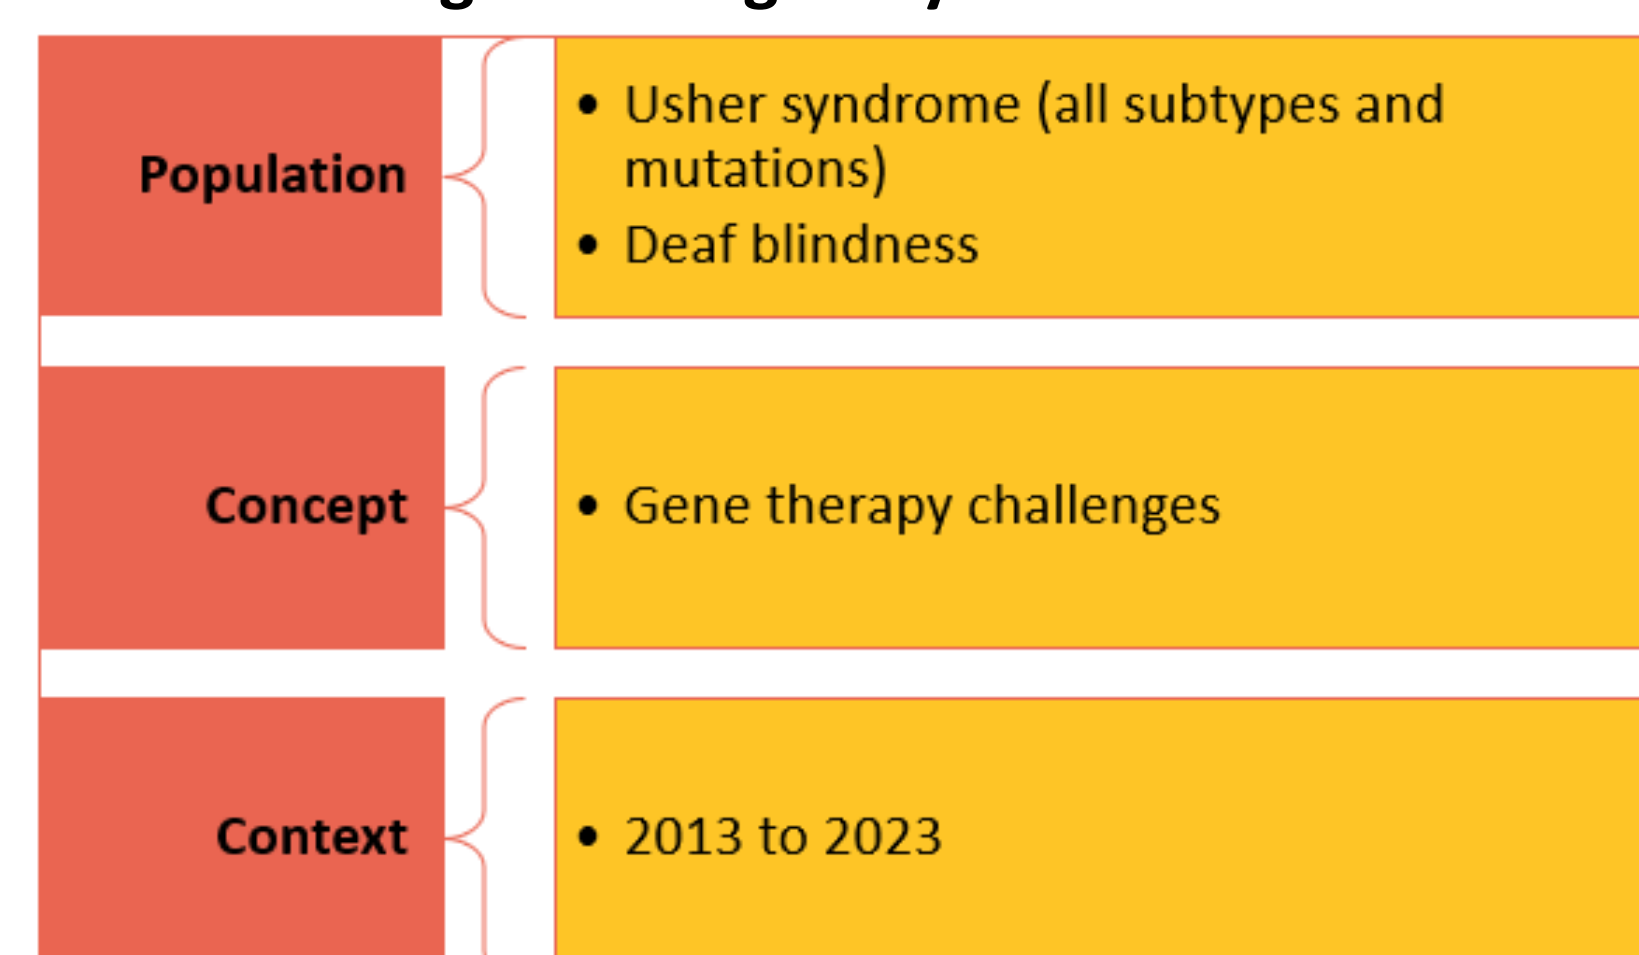 Population
• Usher syndrome (all subtypes and
mutations)
• Deaf blindness
Concept
• Gene therapy challenges
Context
• 2013 to 2023